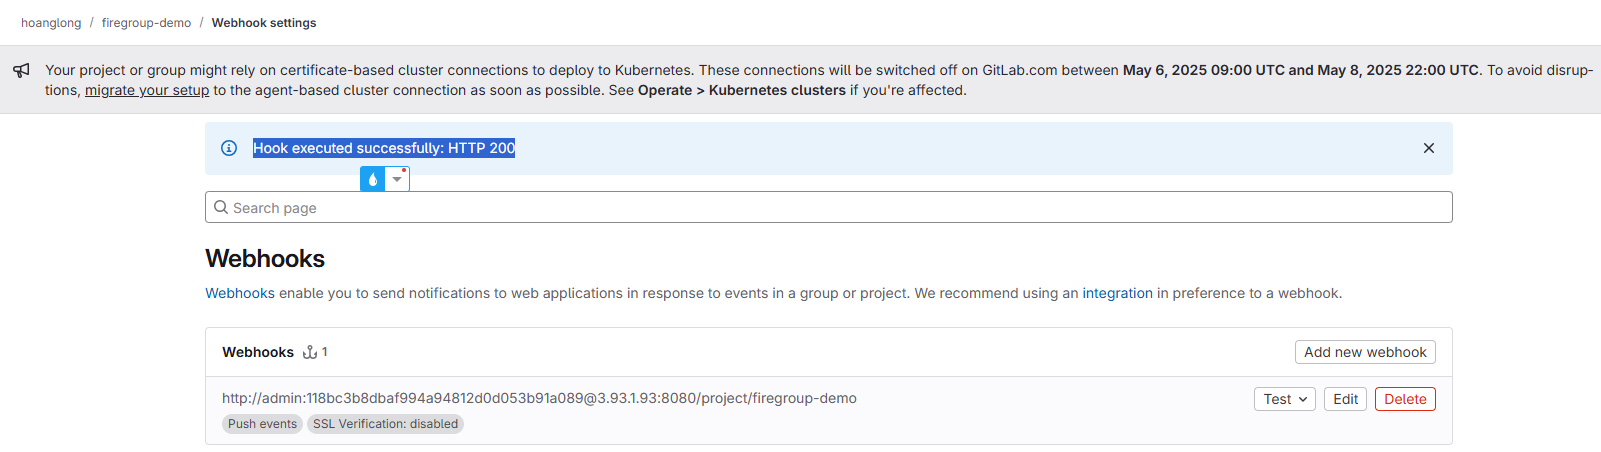 hoanglong / firegroup-demo / Webhook settings
Your project or group might rely on certificate-based cluster connections to deploy to Kubernetes. These connections will be switched off on GitLab.com between May 6, 2025 09:00 UTC and May 8, 2025 22:00 UTC. To avoid disrup-
tions, migrate your setup to the agent-based cluster connection as soon as possible. See Operate > Kubernetes clusters if you're affected.
Hook executed successfully: HTTP 200
Search page
Webhooks
Webhooks enable you to send notifications to web applications in response to events in a group or project. We recommend using an integration in preference to a webhook.
Webhooks 1 Add new webhook
http://admin:118bc3b8dbaf994a94812d0d053b91a089@3.93.1.93:8080/project/firegroup-demo Test Edit Delete
Push events SSL Verification: disabled